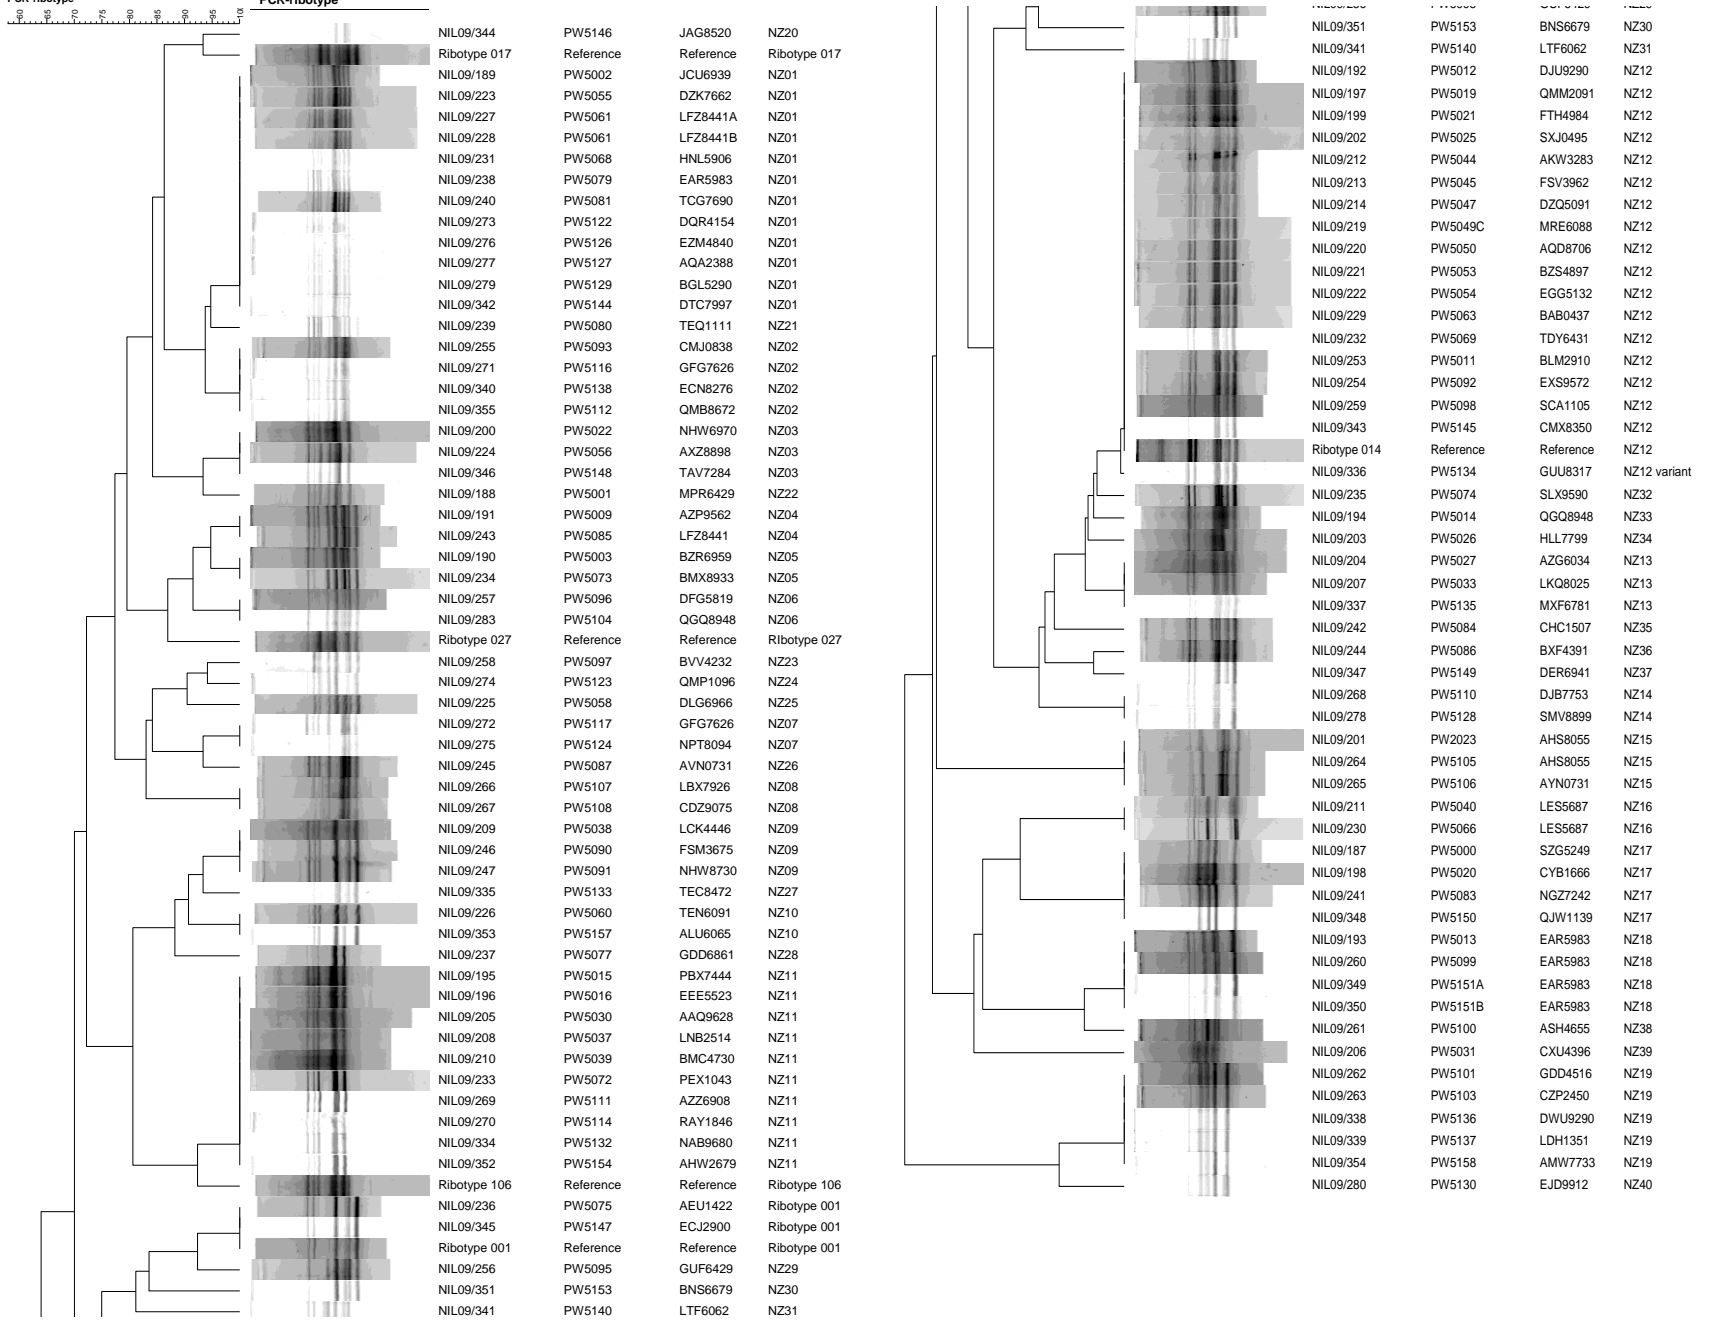 PCR-ribotype
PCR-ribotype
60 65 70 75 80 85 90 95 100
NIL09/344 PW5146 JAG8520 NZ20
Ribotype 017 Reference Reference Ribotype 017
NIL09/189 PW5002 JCU6939 NZ01
NIL09/223 PW5055 DZK7662 NZ01
NIL09/227 PW5061 LFZ8441A NZ01
NIL09/228 PW5061 LFZ8441B NZ01
NIL09/231 PW5068 HNL5906 NZ01
NIL09/238 PW5079 EAR5983 NZ01
NIL09/240 PW5081 TCG7690 NZ01
NIL09/273 PW5122 DQR4154 NZ01
NIL09/276 PW5126 EZM4840 NZ01
NIL09/277 PW5127 AQA2388 NZ01
NIL09/279 PW5129 BGL5290 NZ01
NIL09/342 PW5144 DTC7997 NZ01
NIL09/239 PW5080 TEQ1111 NZ21
NIL09/255 PW5093 CMJ0838 NZ02
NIL09/271 PW5116 GFG7626 NZ02
NIL09/340 PW5138 ECN8276 NZ02
NIL09/355 PW5112 QMB8672 NZ02
NIL09/200 PW5022 NHW6970 NZ03
NIL09/224 PW5056 AXZ8898 NZ03
NIL09/346 PW5148 TAV7284 NZ03
NIL09/188 PW5001 MPR6429 NZ22
NIL09/191 PW5009 AZP9562 NZ04
NIL09/243 PW5085 LFZ8441 NZ04
NIL09/190 PW5003 BZR6959 NZ05
NIL09/234 PW5073 BMX8933 NZ05
NIL09/257 PW5096 DFG5819 NZ06
NIL09/283 PW5104 QGQ8948 NZ06
Ribotype 027 Reference Reference RIbotype 027
NIL09/258 PW5097 BVV4232 NZ23
NIL09/274 PW5123 QMP1096 NZ24
NIL09/225 PW5058 DLG6966 NZ25
NIL09/272 PW5117 GFG7626 NZ07
NIL09/275 PW5124 NPT8094 NZ07
NIL09/245 PW5087 AVN0731 NZ26
NIL09/266 PW5107 LBX7926 NZ08
NIL09/267 PW5108 CDZ9075 NZ08
NIL09/209 PW5038 LCK4446 NZ09
NIL09/246 PW5090 FSM3675 NZ09
NIL09/247 PW5091 NHW8730 NZ09
NIL09/335 PW5133 TEC8472 NZ27
NIL09/226 PW5060 TEN6091 NZ10
NIL09/353 PW5157 ALU6065 NZ10
NIL09/237 PW5077 GDD6861 NZ28
NIL09/195 PW5015 PBX7444 NZ11
NIL09/196 PW5016 EEE5523 NZ11
NIL09/205 PW5030 AAQ9628 NZ11
NIL09/208 PW5037 LNB2514 NZ11
NIL09/210 PW5039 BMC4730 NZ11
NIL09/233 PW5072 PEX1043 NZ11
NIL09/269 PW5111 AZZ6908 NZ11
NIL09/270 PW5114 RAY1846 NZ11
NIL09/334 PW5132 NAB9680 NZ11
NIL09/352 PW5154 AHW2679 NZ11
Ribotype 106 Reference Reference Ribotype 106
NIL09/236 PW5075 AEU1422 Ribotype 001
NIL09/345 PW5147 ECJ2900 Ribotype 001
Ribotype 001 Reference Reference Ribotype 001
NIL09/256 PW5095 GUF6429 NZ29
NIL09/351 PW5153 BNS6679 NZ30
NIL09/341 PW5140 LTF6062 NZ31
NIL09/351 PW5153 BNS6679 NZ30
NIL09/341 PW5140 LTF6062 NZ31
NIL09/192 PW5012 DJU9290 NZ12
NIL09/197 PW5019 QMM2091 NZ12
NIL09/199 PW5021 FTH4984 NZ12
NIL09/202 PW5025 SXJ0495 NZ12
NIL09/212 PW5044 AKW3283 NZ12
NIL09/213 PW5045 FSV3962 NZ12
NIL09/214 PW5047 DZQ5091 NZ12
NIL09/219 PW5049C MRE6088 NZ12
NIL09/220 PW5050 AQD8706 NZ12
NIL09/221 PW5053 BZS4897 NZ12
NIL09/222 PW5054 EGG5132 NZ12
NIL09/229 PW5063 BAB0437 NZ12
NIL09/232 PW5069 TDY6431 NZ12
NIL09/253 PW5011 BLM2910 NZ12
NIL09/254 PW5092 EXS9572 NZ12
NIL09/259 PW5098 SCA1105 NZ12
NIL09/343 PW5145 CMX8350 NZ12
Ribotype 014 Reference Reference NZ12
NIL09/336 PW5134 GUU8317 NZ12 variant
NIL09/235 PW5074 SLX9590 NZ32
NIL09/194 PW5014 QGQ8948 NZ33
NIL09/203 PW5026 HLL7799 NZ34
NIL09/204 PW5027 AZG6034 NZ13
NIL09/207 PW5033 LKQ8025 NZ13
NIL09/337 PW5135 MXF6781 NZ13
NIL09/242 PW5084 CHC1507 NZ35
NIL09/244 PW5086 BXF4391 NZ36
NIL09/347 PW5149 DER6941 NZ37
NIL09/268 PW5110 DJB7753 NZ14
NIL09/278 PW5128 SMV8899 NZ14
NIL09/201 PW2023 AHS8055 NZ15
NIL09/264 PW5105 AHS8055 NZ15
NIL09/265 PW5106 AYN0731 NZ15
NIL09/211 PW5040 LES5687 NZ16
NIL09/230 PW5066 LES5687 NZ16
NIL09/187 PW5000 SZG5249 NZ17
NIL09/198 PW5020 CYB1666 NZ17
NIL09/241 PW5083 NGZ7242 NZ17
NIL09/348 PW5150 QJW1139 NZ17
NIL09/193 PW5013 EAR5983 NZ18
NIL09/260 PW5099 EAR5983 NZ18
NIL09/349 PW5151A EAR5983 NZ18
NIL09/350 PW5151B EAR5983 NZ18
NIL09/261 PW5100 ASH4655 NZ38
NIL09/206 PW5031 CXU4396 NZ39
NIL09/262 PW5101 GDD4516 NZ19
NIL09/263 PW5103 CZP2450 NZ19
NIL09/338 PW5136 DWU9290 NZ19
NIL09/339 PW5137 LDH1351 NZ19
NIL09/354 PW5158 AMW7733 NZ19
NIL09/280 PW5130 EJD9912 NZ40